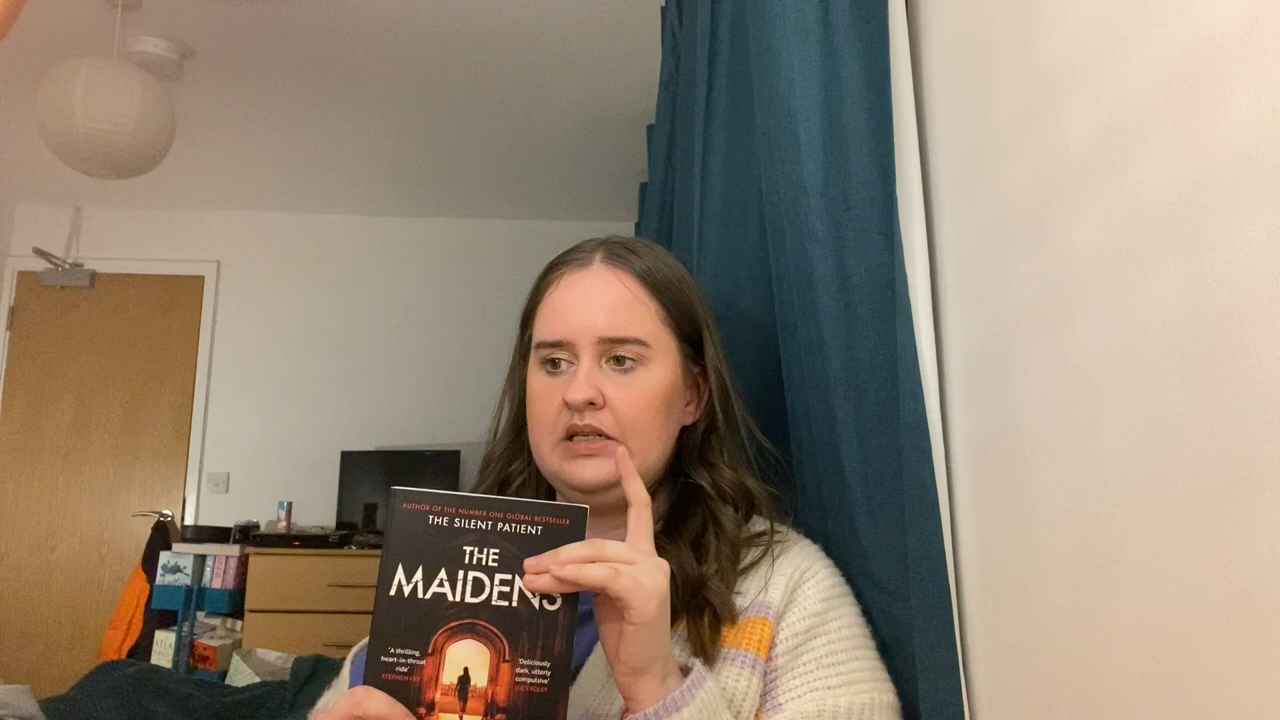 AUTHOR OF THE NUMBER ONE GLOBAL BESTSELLER
THE SILENT PATIENT
THE
MAIDENS
'A thrilling,
heart-in-throat
ride'
STEPHEN FRY
'Deliciously
dark, utterly
compulsive'
LUCY FOLEY